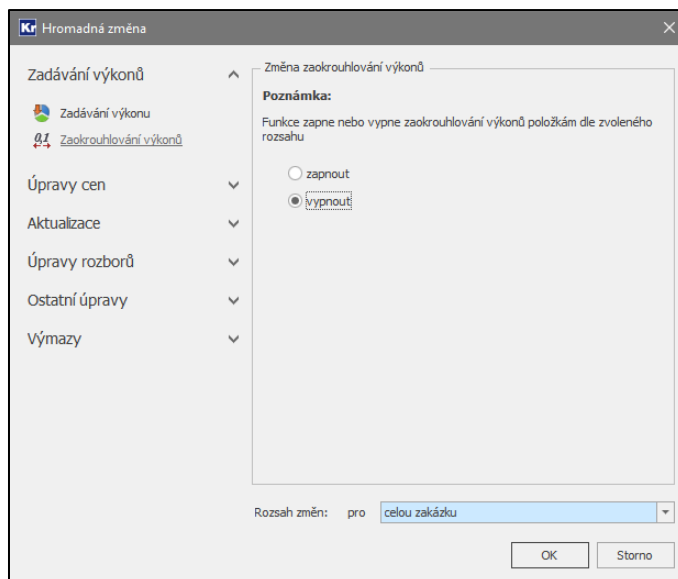 Kr Hromadná změna
Zadávání výkonů
Zadávání výkonu
0,1 Zaokrouhlování výkonů
Úpravy cen
Aktualizace
Úpravy rozborů
Ostatní úpravy
Výmazy
Změna zaokrouhlování výkonů
Poznámka:
Funkce zapne nebo vypne zaokrouhlování výkonů položkám dle zvoleného
rozsahu
zapnout
vypnout
Rozsah změn: pro celou zakázku
OK Storno